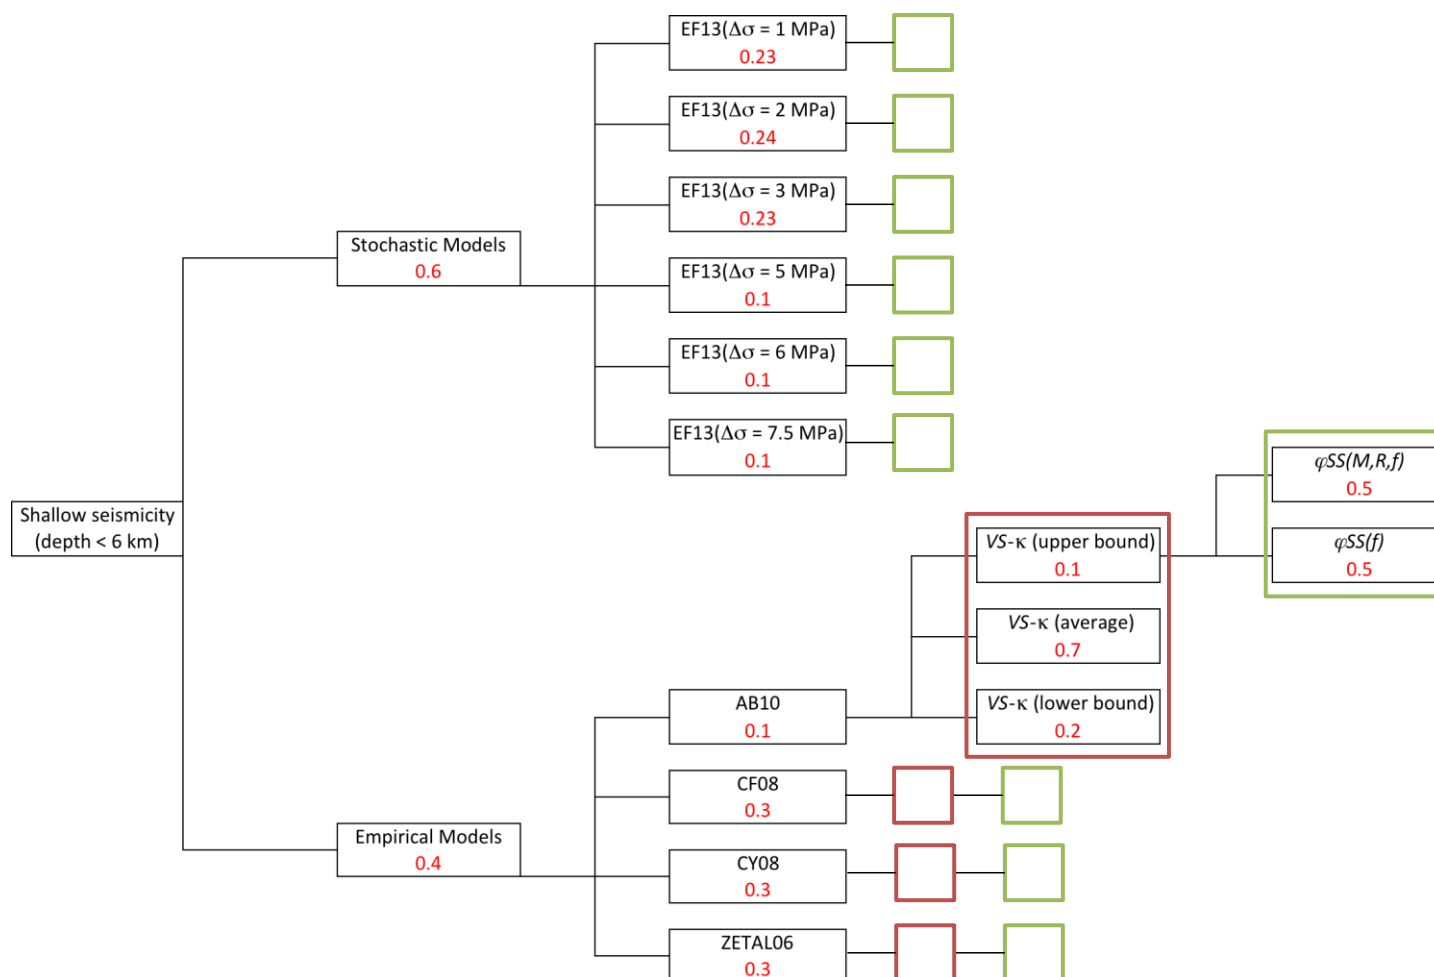 EF13(Δσ = 1 MPa)
0.23
EF13(Δσ = 2 MPa)
0.24
EF13(Δσ = 3 MPa)
0.23
Stochastic Models
0.6
EF13(Δσ = 5 MPa)
0.1
EF13(Δσ = 6 MPa)
0.1
EF13(Δσ = 7.5 MPa)
0.1
φSS(M,R,f)
0.5
Shallow seismicity
(depth < 6 km)
VS-κ (upper bound)
0.1
φSS(f)
0.5
VS-κ (average)
0.7
AB10
0.1
VS-κ (lower bound)
0.2
CF08
0.3
Empirical Models
0.4
CY08
0.3
ZETAL06
0.3